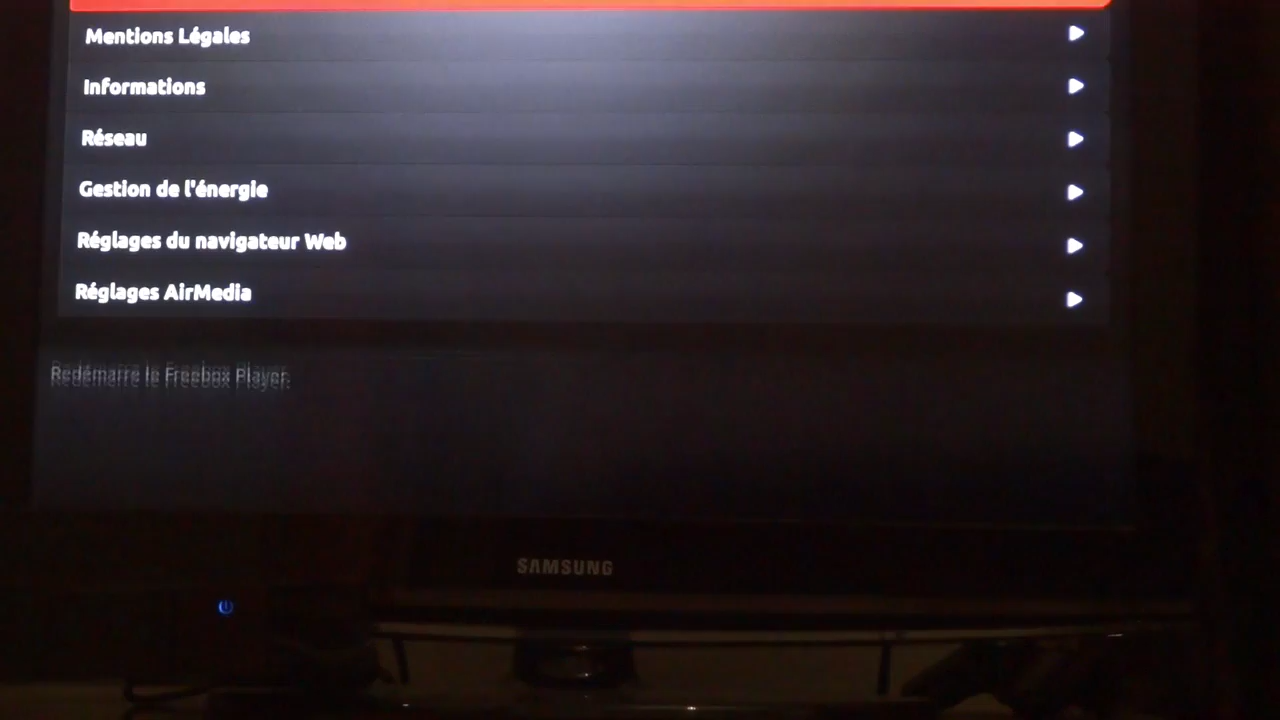 Mentions Légales
Informations
Réseau
Gestion de l'énergie
Réglages du navigateur Web
Réglages AirMedia
Redémarre le Freebox Player.
SAMSUNG